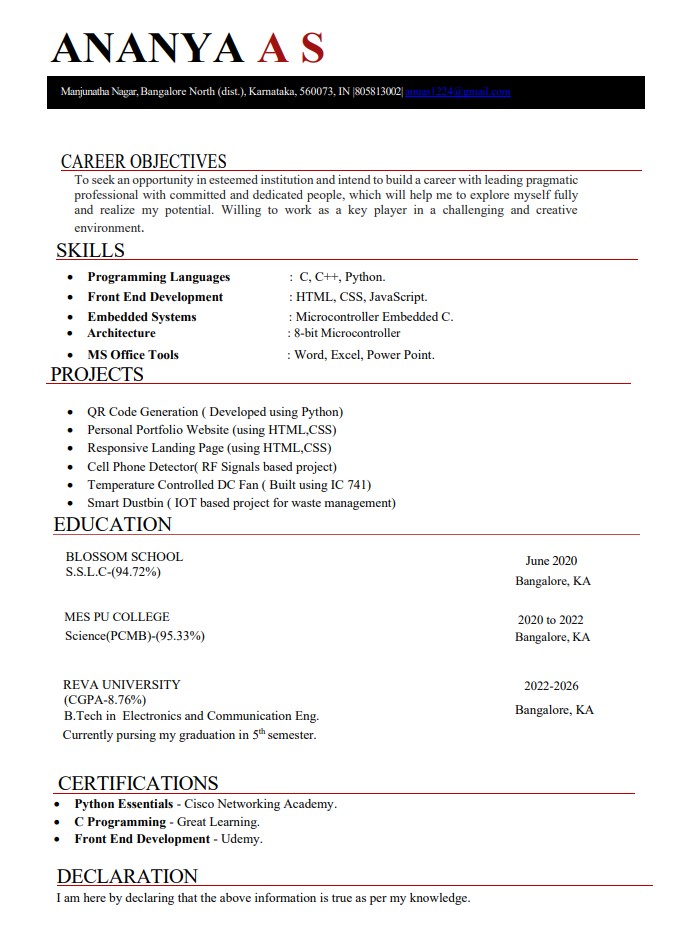 ANANYA A S
Manjunatha Nagar, Bangalore North (dist.), Karnataka, 560073, IN |805813002|
CAREER OBJECTIVES
To seek an opportunity in esteemed institution and intend to build a career with leading pragmatic
professional with committed and dedicated people, which will help me to explore myself fully
and realize my potential. Willing to work as a key player in a challenging and creative
environment.
SKILLS
• Programming Languages : C, C++, Python.
• Front End Development : HTML, CSS, JavaScript.
• Embedded Systems : Microcontroller Embedded C.
• Architecture : 8-bit Microcontroller
• MS Office Tools : Word, Excel, Power Point.
PROJECTS
• QR Code Generation ( Developed using Python)
• Personal Portfolio Website (using HTML,CSS)
• Responsive Landing Page (using HTML,CSS)
• Cell Phone Detector( RF Signals based project)
• Temperature Controlled DC Fan ( Built using IC 741)
• Smart Dustbin ( IOT based project for waste management)
EDUCATION
BLOSSOM SCHOOL
S.S.L.C-(94.72%)
June 2020
Bangalore, KA
MES PU COLLEGE
Science(PCMB)-(95.33%)
2020 to 2022
Bangalore, KA
REVA UNIVERSITY
(CGPA-8.76%)
B.Tech in Electronics and Communication Eng.
Currently pursing my graduation in 5th semester.
2022-2026
Bangalore, KA
CERTIFICATIONS
• Python Essentials - Cisco Networking Academy.
• C Programming - Great Learning.
• Front End Development - Udemy.
DECLARATION
I am here by declaring that the above information is true as per my knowledge.